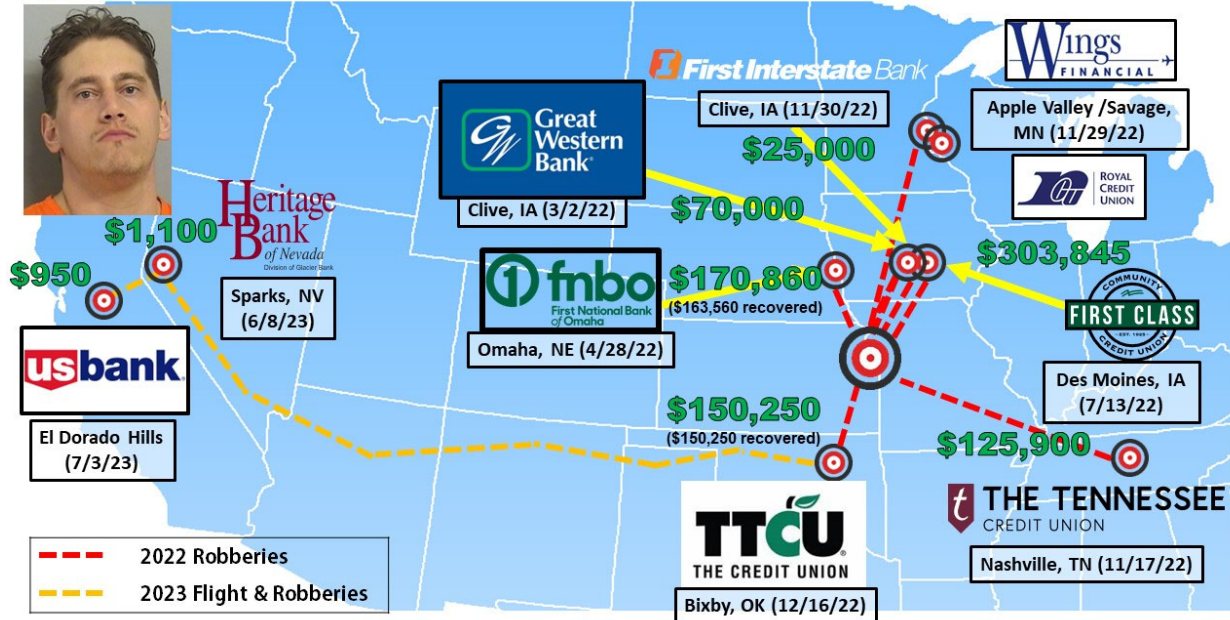 Wings
FINANCIAL
First Interstate Bank
Clive, IA (11/30/22)
$25,000
Apple Valley /Savage,
MN (11/29/22)
ROYAL
CREDIT
UNION
GW
Great
Western
Bank
Clive, IA (3/2/22)
$70,000
Heritage
Bank
of Nevada
Division of Glacier Bank
Sparks, NV
(6/8/23)
$1,100
$950
usbank
El Dorado Hills
(7/3/23)
1 fnbo
First National Bank
of Omaha
Omaha, NE (4/28/22)
$170,860
($163,560 recovered)
$303,845
COMMUNITY
FIRST CLASS
CREDIT UNION
Des Moines, IA
(7/13/22)
$150,250
($150,250 recovered)
$125,900
t THE TENNESSEE
CREDIT UNION
Nashville, TN (11/17/22)
TTCU
THE CREDIT UNION
Bixby, OK (12/16/22)
2022 Robberies
2023 Flight & Robberies